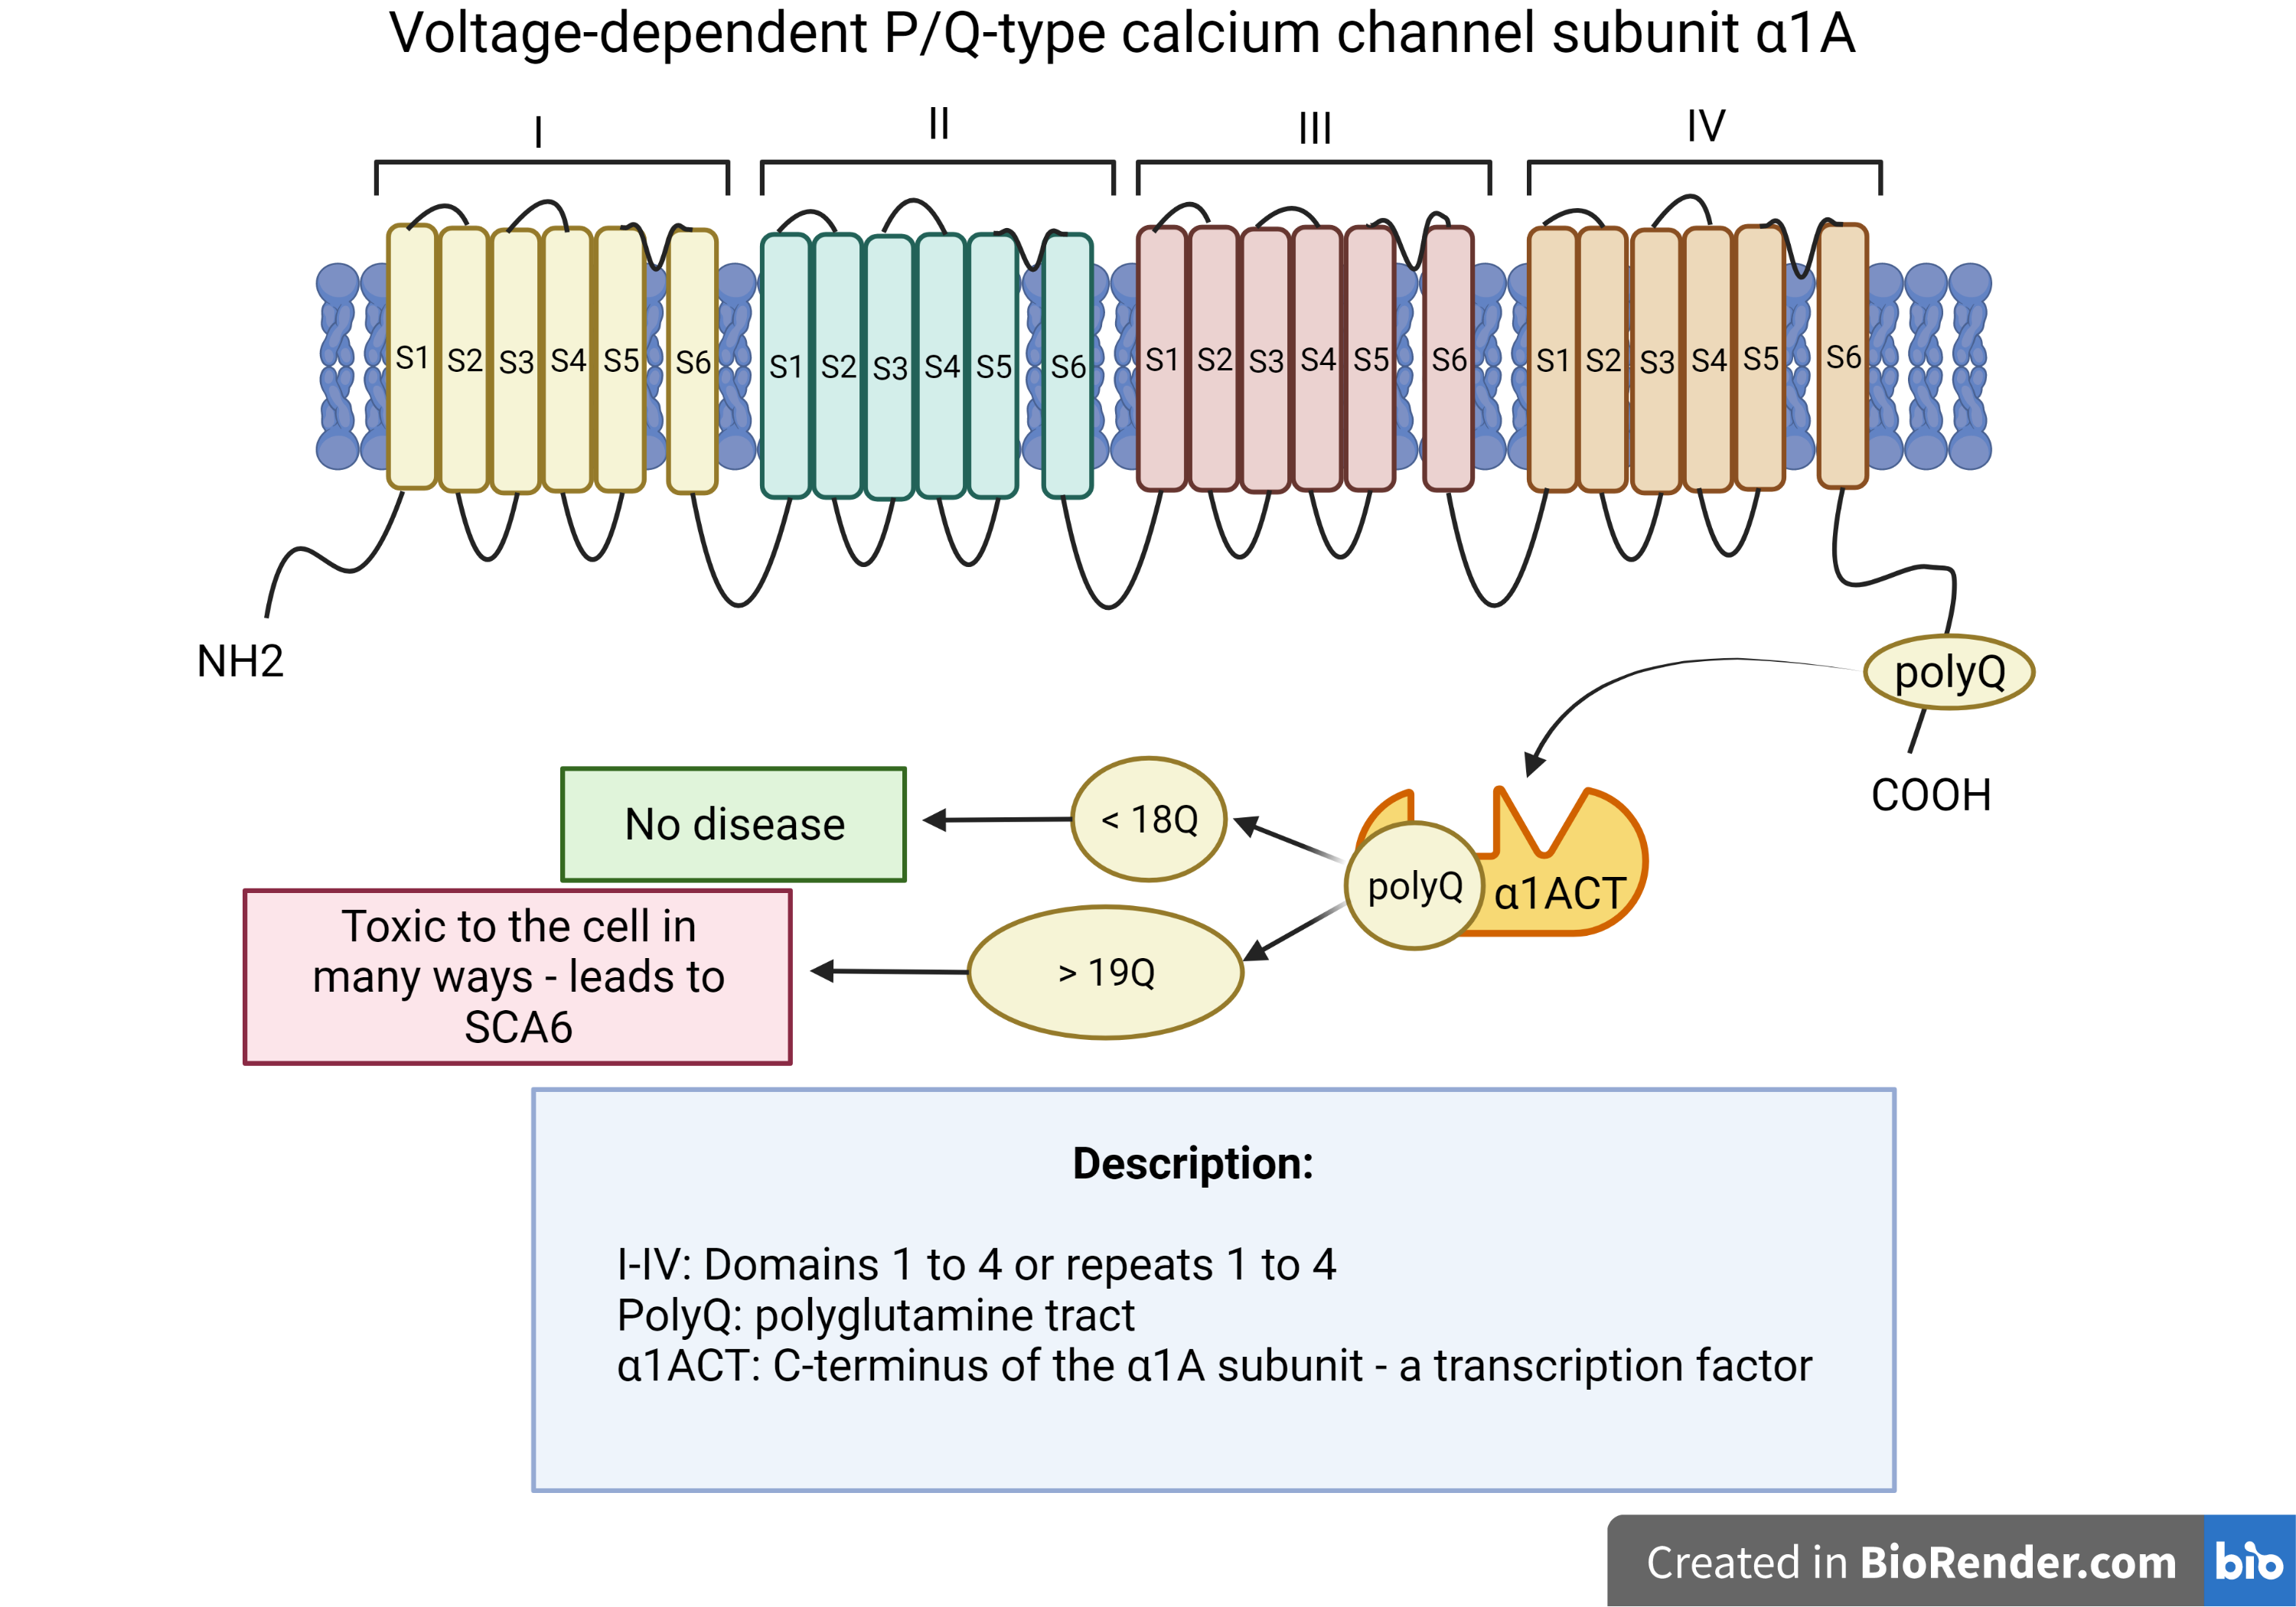 Voltage-dependent P/Q-type calcium channel subunit α1A
I
II
III
IV
S1 S2 S3 S4 S5 S6
S1 S2 S3 S4 S5 S6
S1 S2 S3 S4 S5 S6
S1 S2 S3 S4 S5 S6
NH2
polyQ
COOH
No disease
< 18Q
polyQ
α1ACT
Toxic to the cell in
many ways - leads to
SCA6
> 19Q
Description:
I-IV: Domains 1 to 4 or repeats 1 to 4
PolyQ: polyglutamine tract
α1ACT: C-terminus of the α1A subunit - a transcription factor
Created in BioRender.com
bio